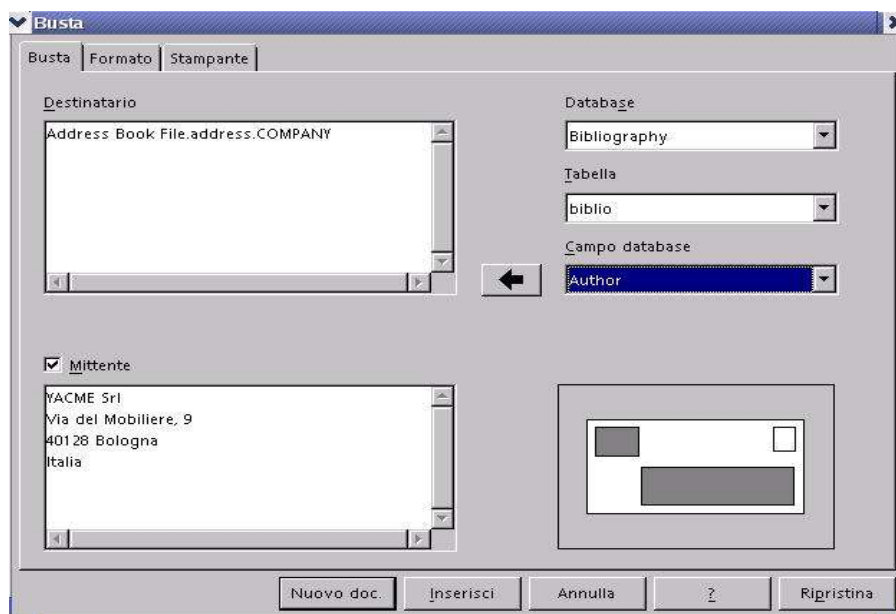 Busta
Busta Formato Stampante
Destinatario
Address Book File.address.COMPANY
Database
Bibliography
Tabella
biblio
Campo database
Author
Mittente
YACME Srl
Via del Mobiliere, 9
40128 Bologna
Italia
Nuovo doc. Inserisci Annulla ? Ripristina